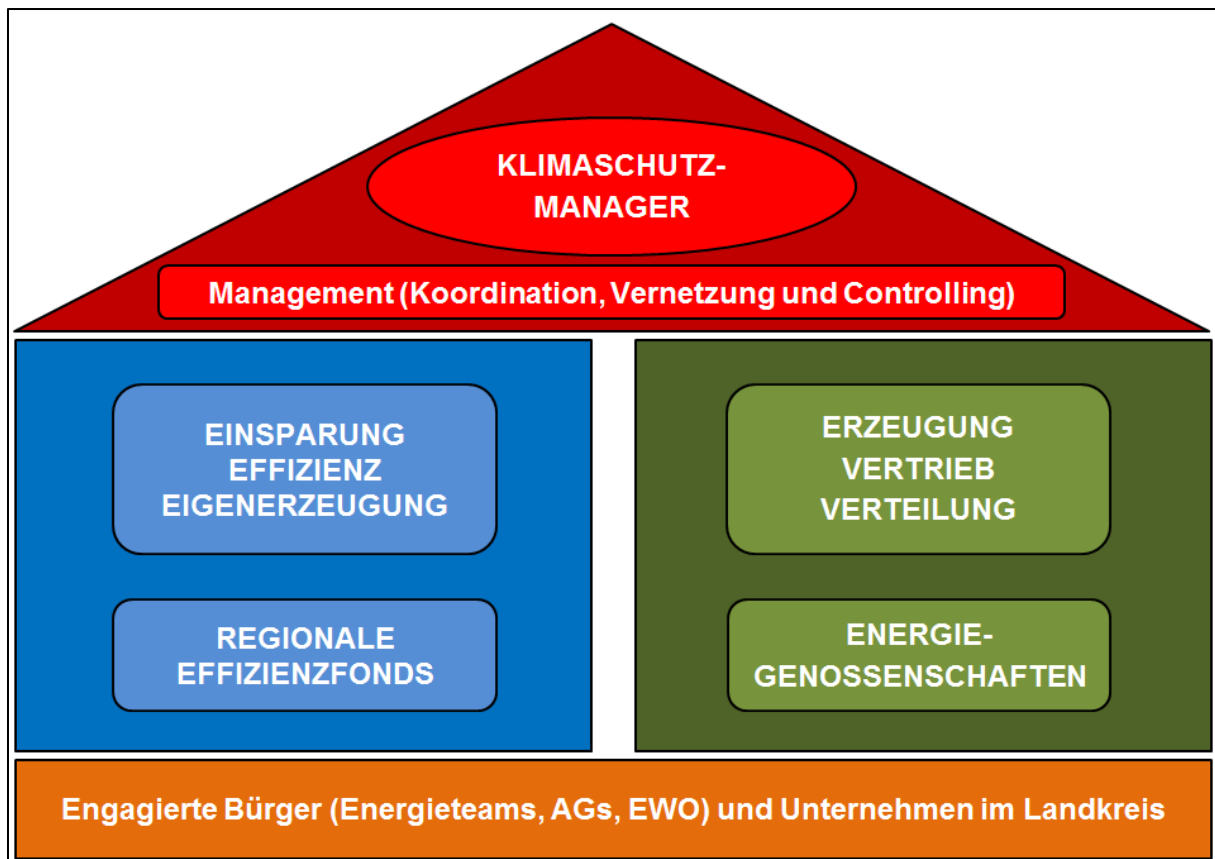 KLIMASCHUTZ-
MANAGER
Management (Koordination, Vernetzung und Controlling)
EINSPARUNG
EFFIZIENZ
EIGENERZEUGUNG
REGIONALE
EFFIZIENZFONDS
ERZEUGUNG
VERTRIEB
VERTEILUNG
ENERGIE-
GENOSSENSCHAFTEN
Engagierte Bürger (Energieteams, AGs, EWO) und Unternehmen im Landkreis